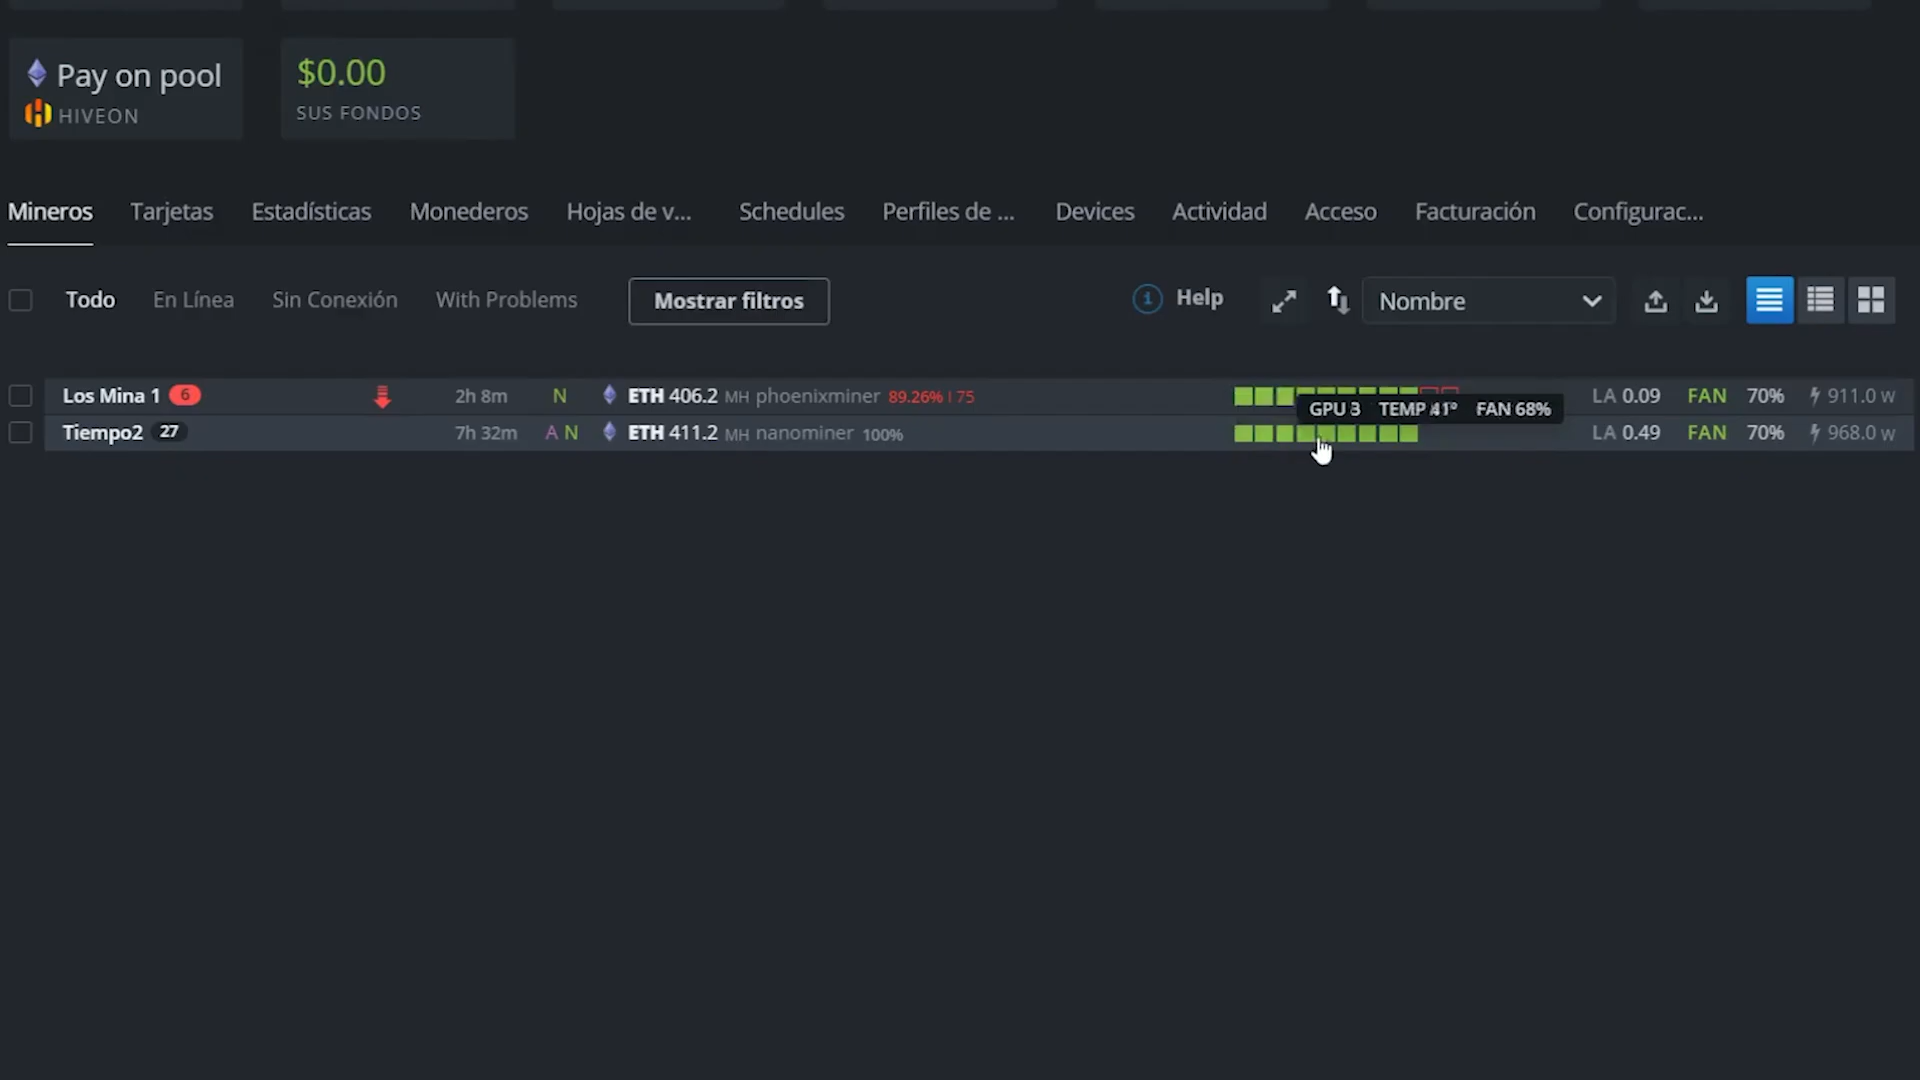 Pay on pool
HIVEON
$0.00
SUS FONDOS
Mineros Tarjetas Estadísticas Monederos Hojas de v... Schedules Perfiles de ... Devices Actividad Acceso Facturación Configurac...
Todo En Línea Sin Conexión With Problems Mostrar filtros Help Nombre
Los Mina 1 6 2h 8m N ETH 406.2 MH phoenixminer 89.26% | 75 LA 0.09 FAN 70% 911.0 W
GPU 3 TEMP 41° FAN 68%
Tiempo2 27 7h 32m A N ETH 411.2 MH nanominer 100% LA 0.49 FAN 70% 968.0 W